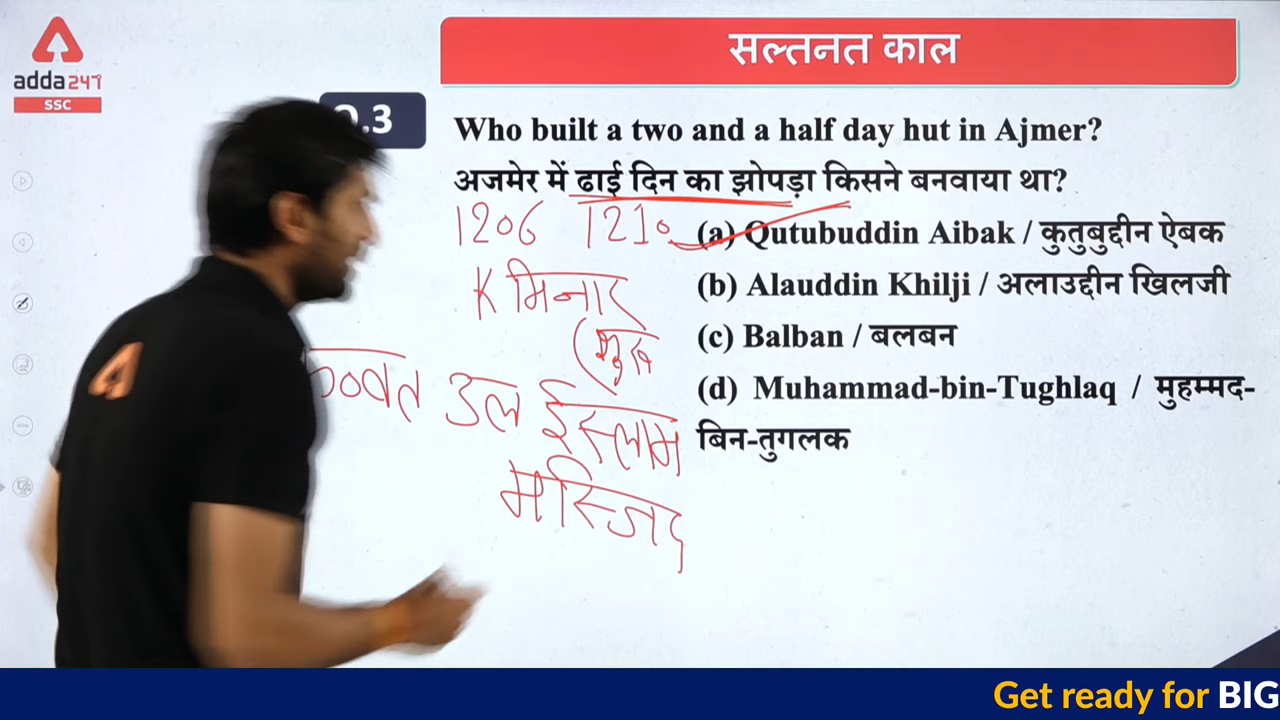 adda247
SSC
सल्तनत काल
Q.3
Who built a two and a half day hut in Ajmer?
अजमेर में ढाई दिन का झोपड़ा किसने बनवाया था?
1206 1210
(a) Qutubuddin Aibak / कुतुबुद्दीन ऐबक
K मिनार
(b) Alauddin Khilji / अलाउद्दीन खिलजी
(c) Balban / बलबन
उल ईस्लाम
(d) Muhammad-bin-Tughlaq / मुहम्मद-
बिन-तुगलक
मस्जिद
Get ready for BIG